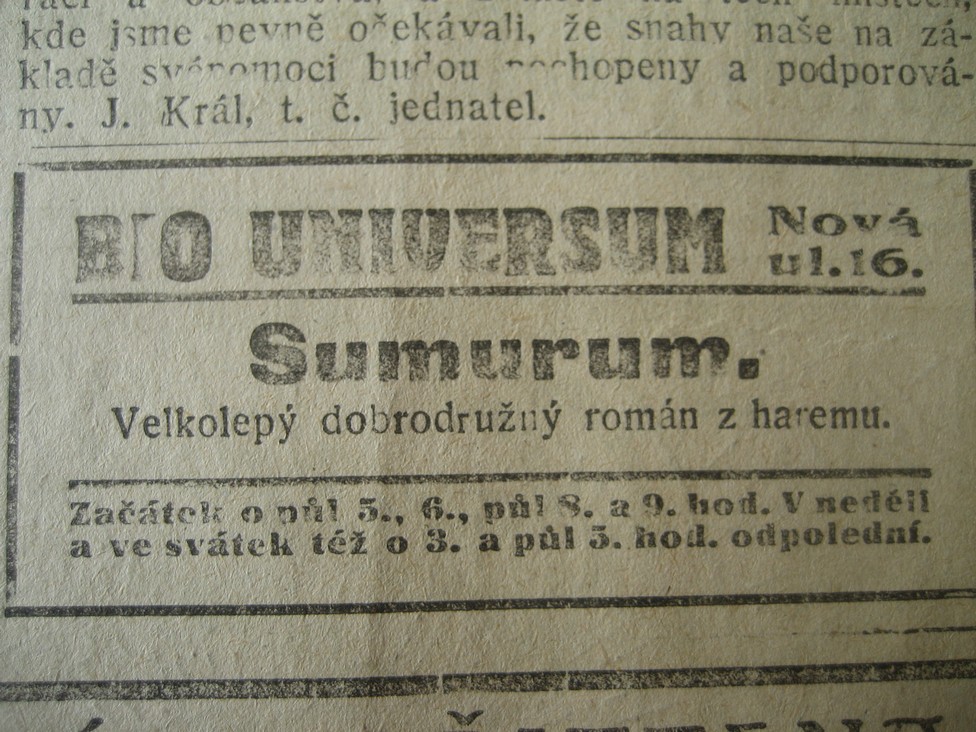 kde jsme pevně očekávali, že snahy naše na zá-
kladě svépomoci budou pochopeny a podporová-
ny. J. Král, t. č. jednatel.
BIO UNIVERSUM Nová
ul. 16.
Sumurum.
Velkolepý dobrodružný román z haremu.
Začátek o půl 5., 6., půl 8. a 9. hod. V neděli
a ve svátek též o 3. a půl 5. hod. odpolední.